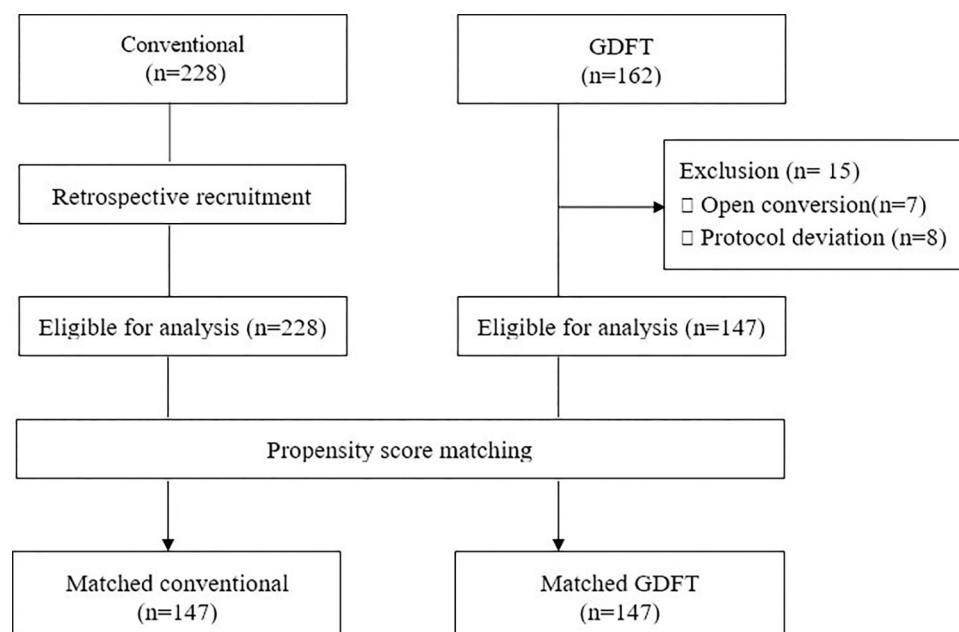 Conventional
(n=228)
GDFT
(n=162)
Retrospective recruitment
Exclusion (n= 15)
□ Open conversion(n=7)
□ Protocol deviation (n=8)
Eligible for analysis (n=228)
Eligible for analysis (n=147)
Propensity score matching
Matched conventional
(n=147)
Matched GDFT
(n=147)